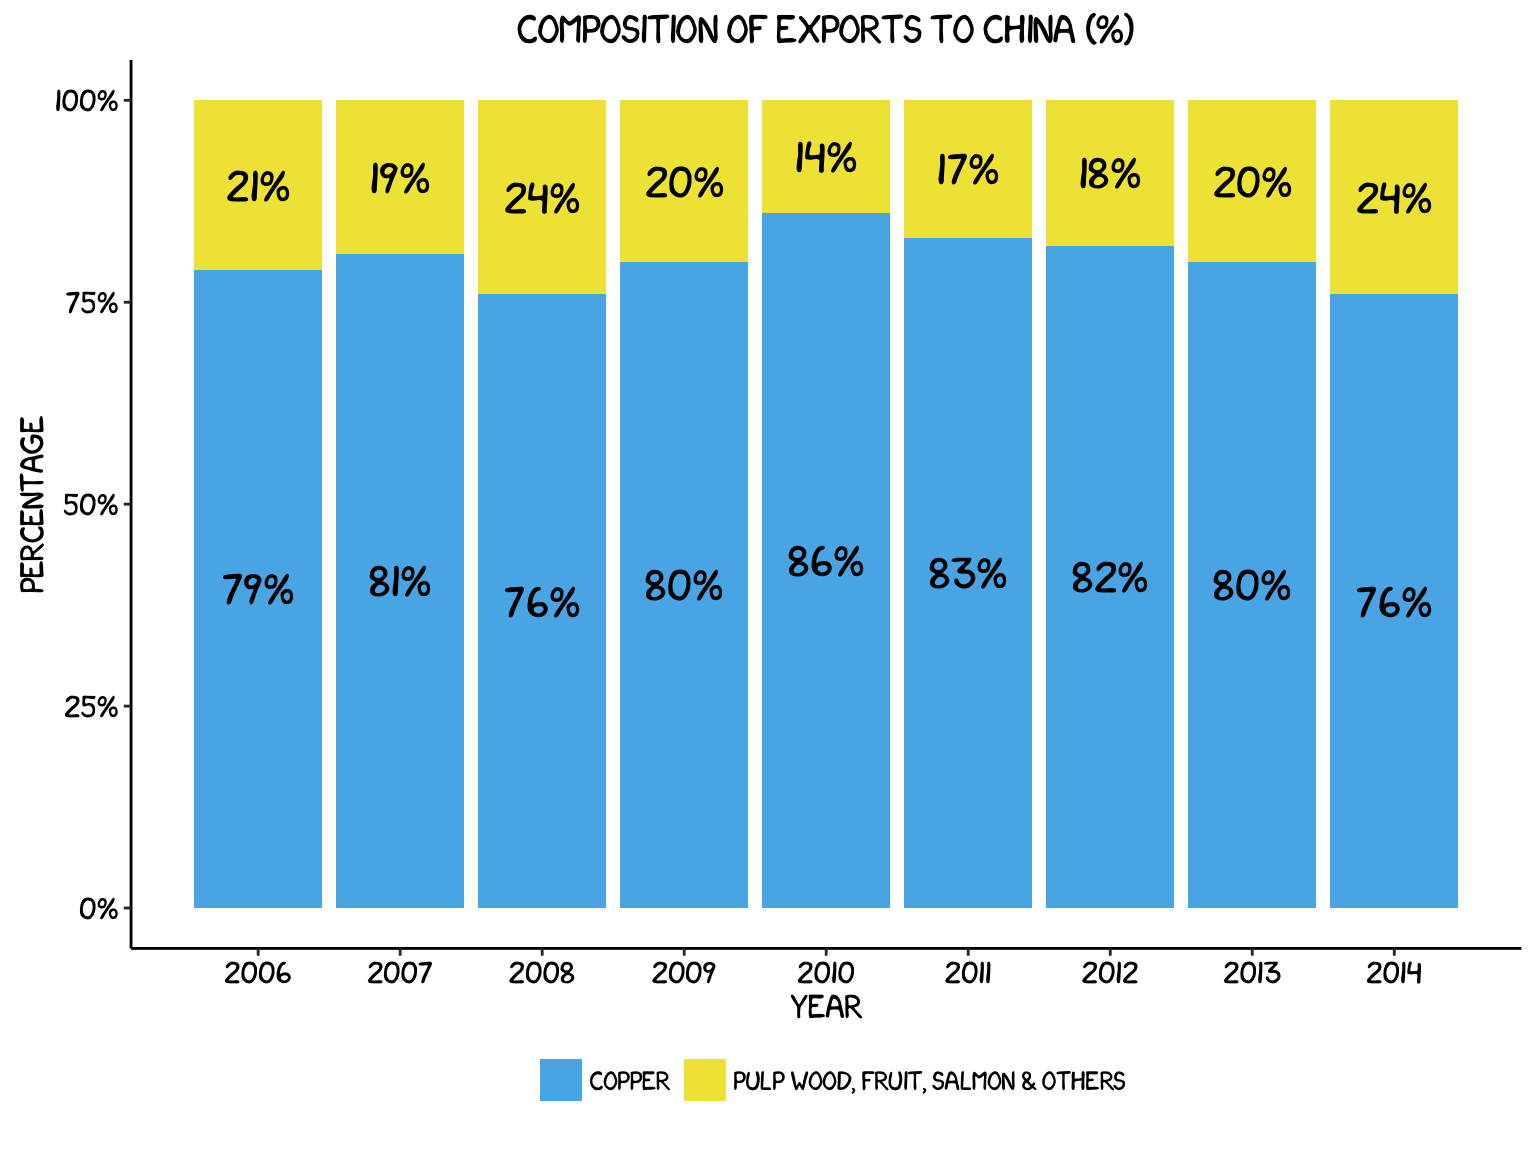 COMPOSITION OF EXPORTS TO CHINA (%)
100%
75%
50%
25%
0%
PERCENTAGE
21% 19% 24% 20% 14% 17% 18% 20% 24%
79% 81% 76% 80% 86% 83% 82% 80% 76%
2006 2007 2008 2009 2010 2011 2012 2013 2014
YEAR
COPPER PULP WOOD, FRUIT, SALMON & OTHERS